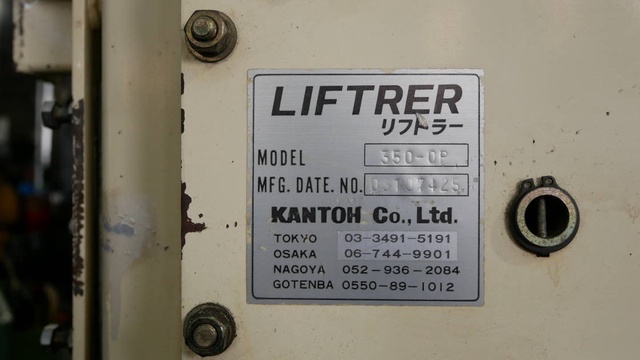 LIFTRER
リフトラー
MODEL 350-OP
MFG. DATE. NO.
KANTOH Co., Ltd.
TOKYO 03-3491-5191
OSAKA 06-744-9901
NAGOYA 052-936-2084
GOTENBA 0550-89-1012